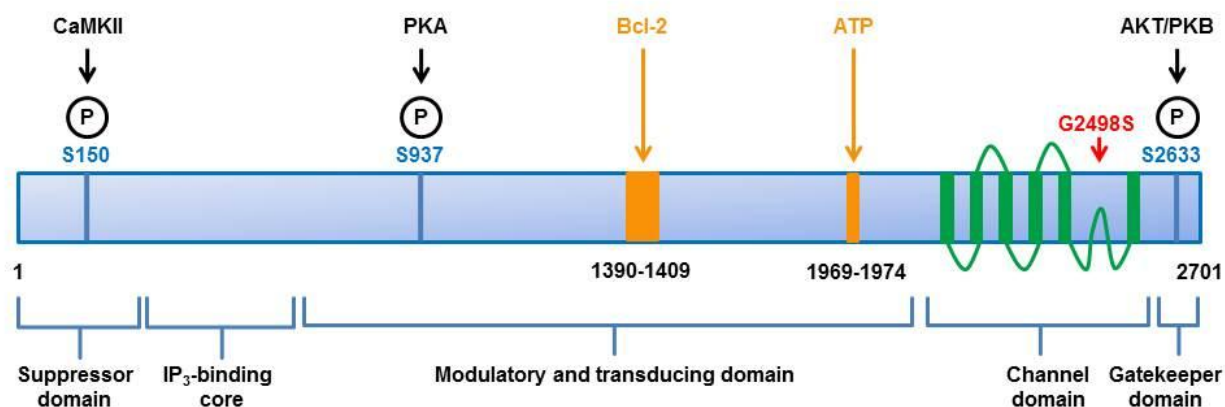 CaMKII PKA Bcl-2 ATP AKT/PKB
P P P
G2498S
S150 S937 S2633
1 1390-1409 1969-1974 2701
Suppressor domain
IP₃-binding core
Modulatory and transducing domain
Channel domain
Gatekeeper domain